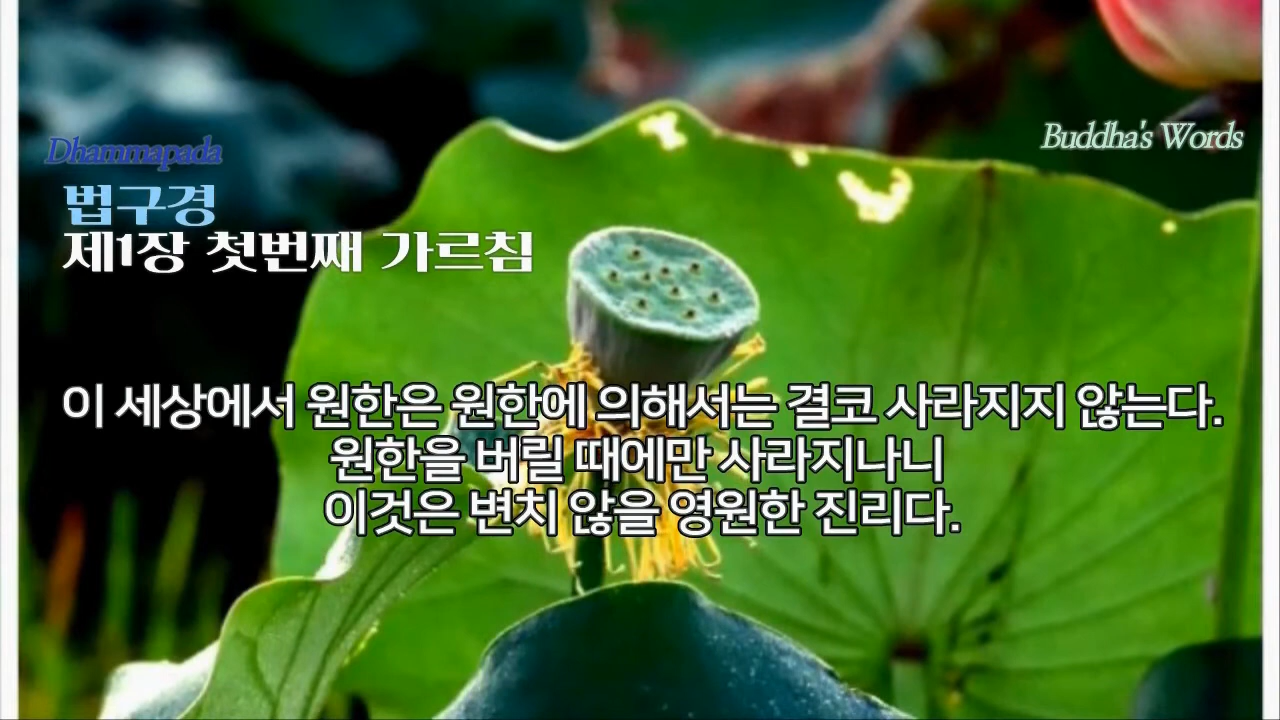 Dhammapada
Buddha's Words
법구경
제1장 첫번째 가르침
이 세상에서 원한은 원한에 의해서는 결코 사라지지 않는다.
원한을 버릴 때에만 사라지나니
이것은 변치 않을 영원한 진리다.